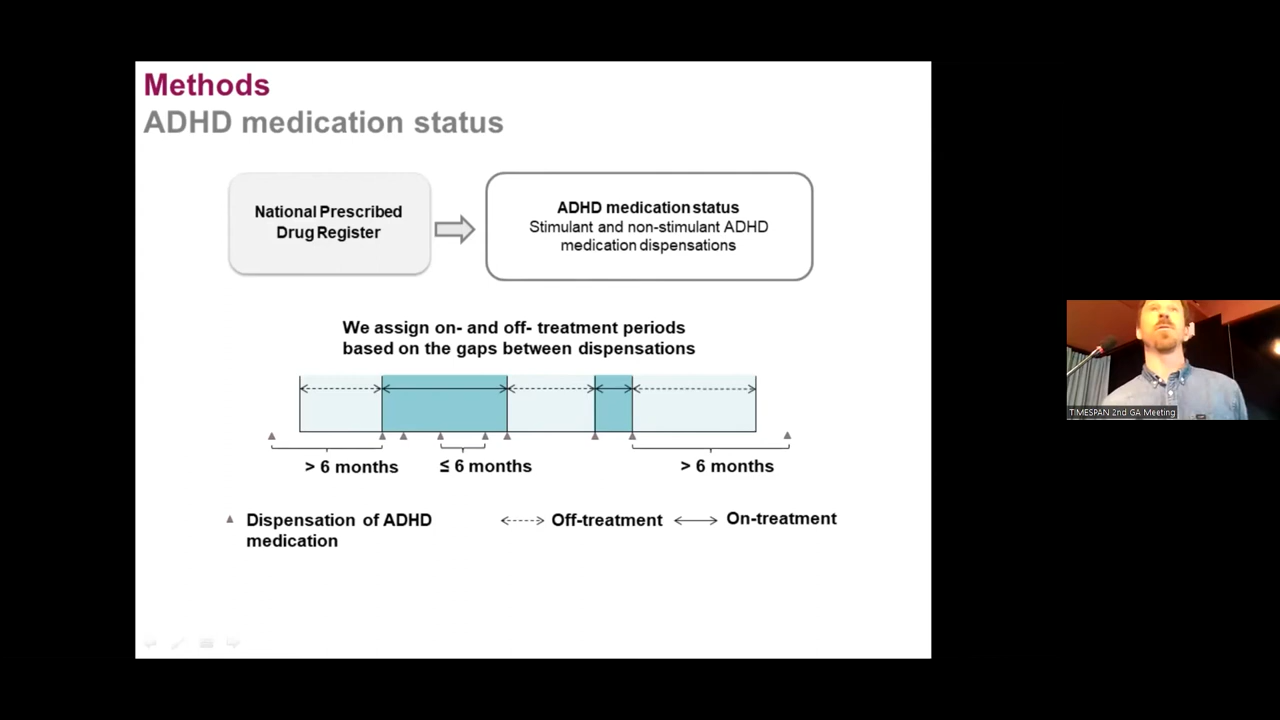 Methods
ADHD medication status
National Prescribed
Drug Register
ADHD medication status
Stimulant and non-stimulant ADHD
medication dispensations
We assign on- and off- treatment periods
based on the gaps between dispensations
> 6 months
≤ 6 months
> 6 months
Dispensation of ADHD
medication
Off-treatment
On-treatment
TIMESPAN 2nd GA Meeting